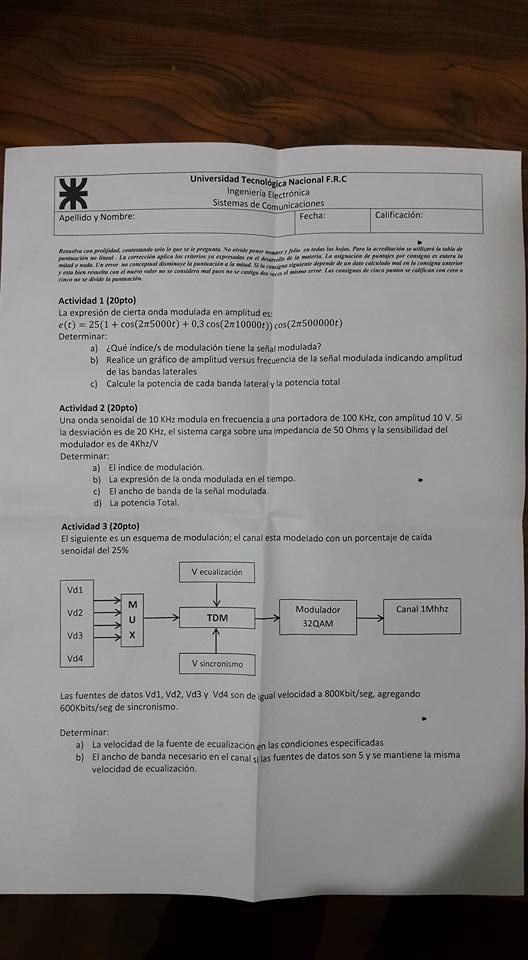 Universidad Tecnológica Nacional F.R.C
Ingeniería Electrónica
Sistemas de Comunicaciones
Apellido y Nombre: Fecha: Calificación:
Resuelva con prolijidad, contestando solo lo que se le pregunta. No olvide poner nombre y folio en todas las hojas. Para la acreditación se utilizará la tabla de
puntuación no lineal . La corrección aplica los criterios ya expresadas en el desarrollo de la materia. La asignación de puntajes por consigna es entera la
mitad o nada. Un error no conceptual disminuye la puntuación a la mitad. Si la consigna siguiente depende de un dato calculado mal en la consigna anterior
y esta bien resuelta con el nuevo valor no se considera mal pues no se castiga dos veces el mismo error. Las consignas de cinco puntos se califican con cero o
cinco no se divide la puntuación.
Actividad 1 (20pto)
La expresión de cierta onda modulada en amplitud es:
e(t) = 25(1 + cos(2π5000t) + 0,3 cos(2π10000t)) cos(2π500000t)
Determinar:
a) ¿Qué índice/s de modulación tiene la señal modulada?
b) Realice un gráfico de amplitud versus frecuencia de la señal modulada indicando amplitud
de las bandas laterales
c) Calcule la potencia de cada banda lateral y la potencia total
Actividad 2 (20pto)
Una onda senoidal de 10 KHz modula en frecuencia a una portadora de 100 KHz, con amplitud 10 V. Si
la desviación es de 20 KHz, el sistema carga sobre una impedancia de 50 Ohms y la sensibilidad del
modulador es de 4Khz/V
Determinar:
a) El índice de modulación.
b) La expresión de la onda modulada en el tiempo.
c) El ancho de banda de la señal modulada.
d) La potencia Total.
Actividad 3 (20pto)
El siguiente es un esquema de modulación; el canal esta modelado con un porcentaje de caída
senoidal del 25%
V ecualización
Vd1
Vd2
Vd3
Vd4
M
U
X
TDM
Modulador
32QAM
Canal 1Mhhz
V sincronismo
Las fuentes de datos Vd1, Vd2, Vd3 y Vd4 son de igual velocidad a 800Kbit/seg, agregando
600Kbits/seg de sincronismo.
Determinar:
a) La velocidad de la fuente de ecualización en las condiciones especificadas
b) El ancho de banda necesario en el canal si las fuentes de datos son 5 y se mantiene la misma
velocidad de ecualización.